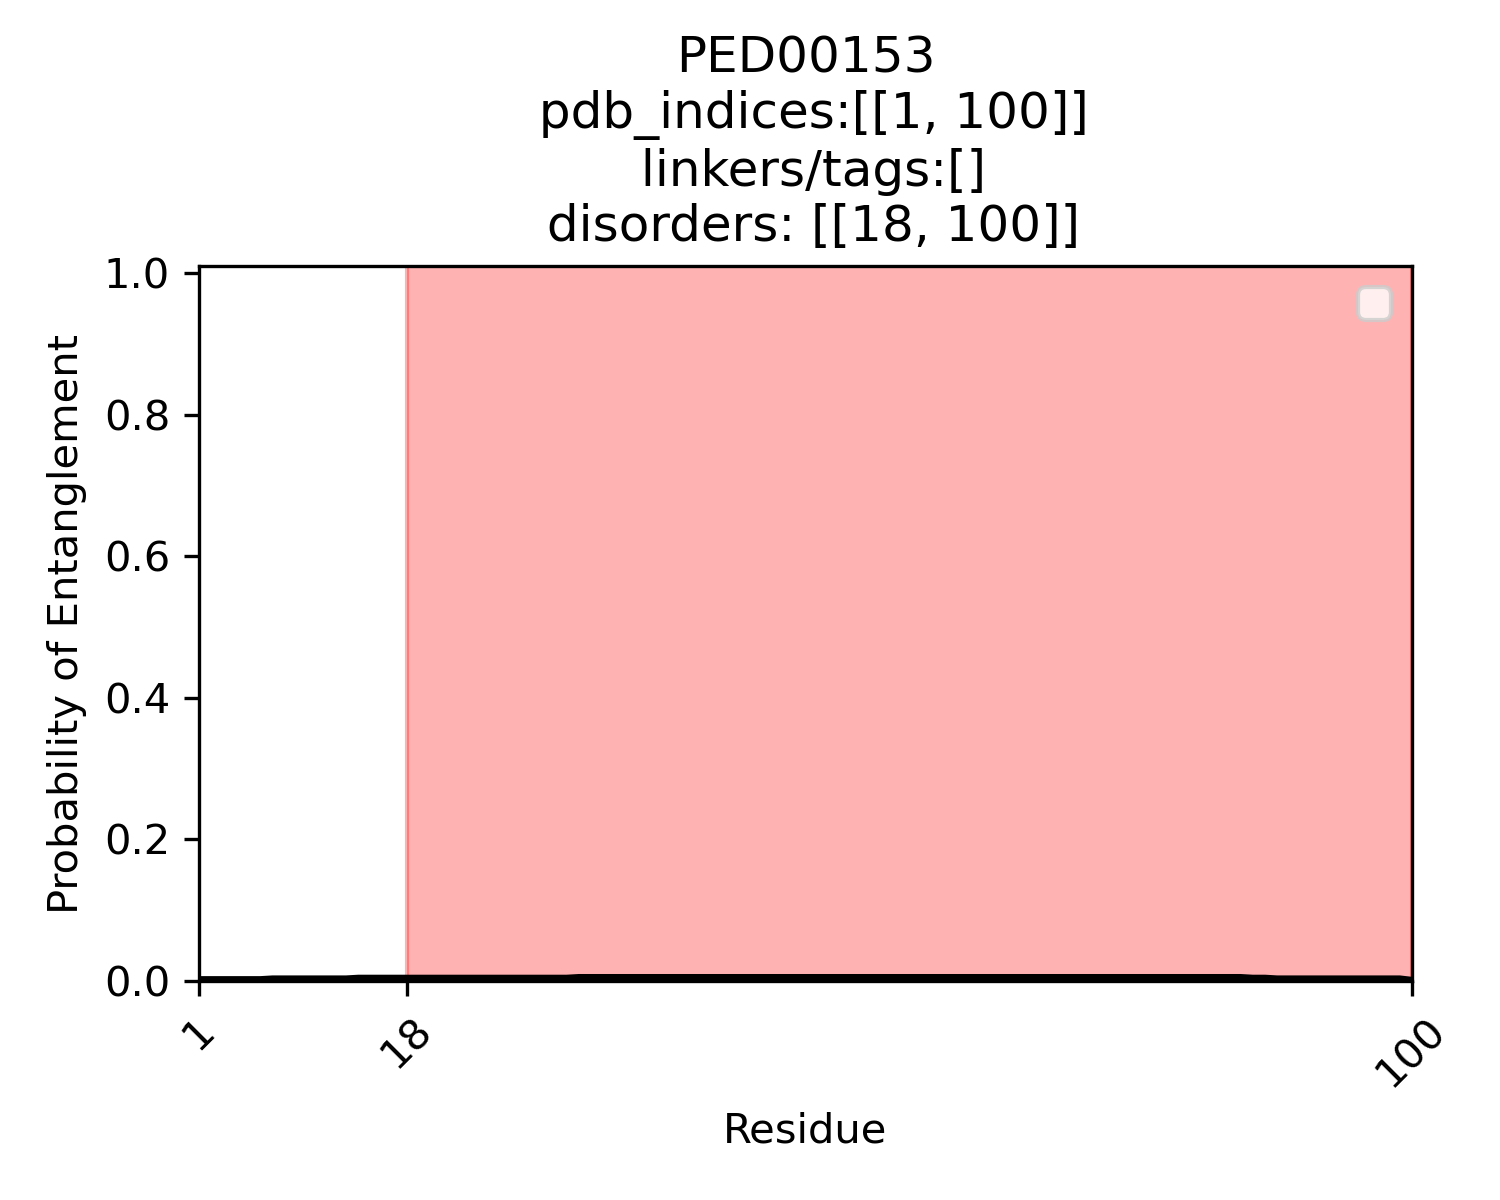 PED00153
pdb_indices:[[1, 100]]
linkers/tags:[]
disorders: [[18, 100]]
1.0
0.8
0.6
0.4
0.2
0.0
Probability of Entanglement
1
18
100
Residue